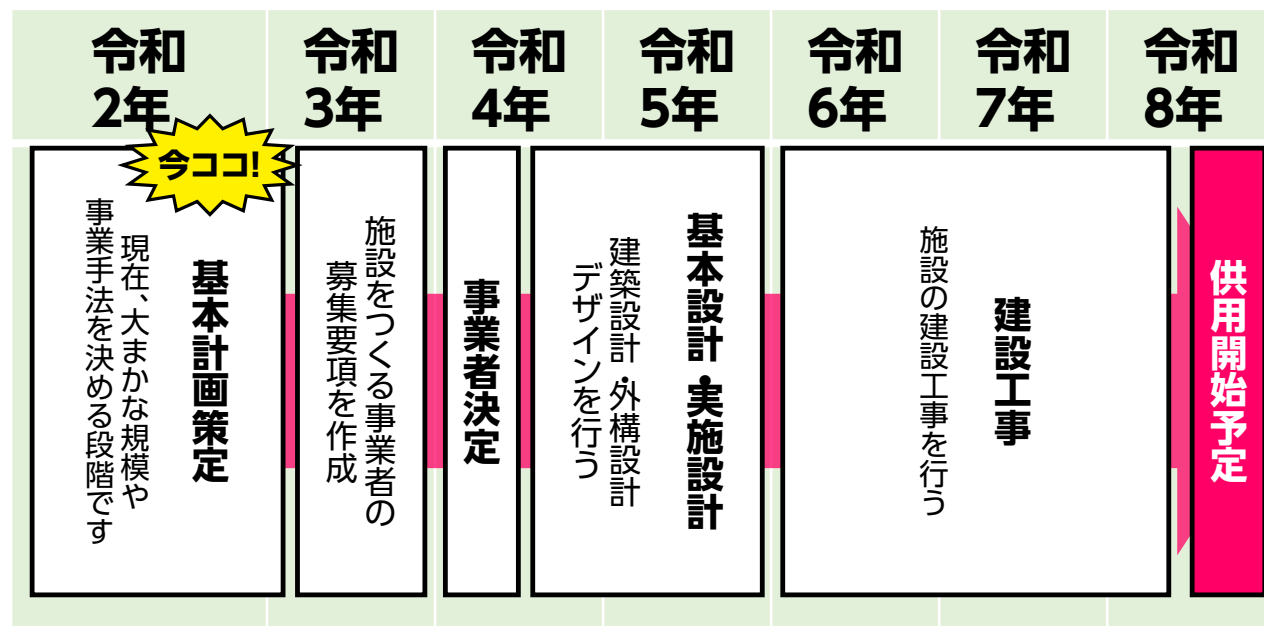 令和
2年
令和
3年
令和
4年
令和
5年
令和
6年
令和
7年
令和
8年
今ココ!
基本計画策定
現在、大まかな規模や
事業手法を決める段階です
施設をつくる事業者の
募集要項を作成
事業者決定
基本設計・実施設計
建築設計・外構設計
デザインを行う
建設工事
施設の建設工事を行う
供用開始予定